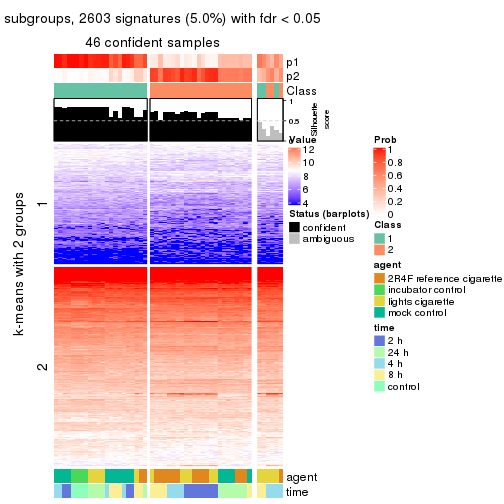 subgroups, 2603 signatures (5.0%) with fdr < 0.05
46 confident samples
p1
p2
Class
1
0.5
0
Silhouette
score
k-means with 2 groups
1
2
agent
time
Value
12
10
8
6
4
Status (barplots)
confident
ambiguous
Prob
1
0.8
0.6
0.4
0.2
0
Class
1
2
agent
2R4F reference cigarette
incubator control
lights cigarette
mock control
time
2 h
24 h
4 h
8 h
control